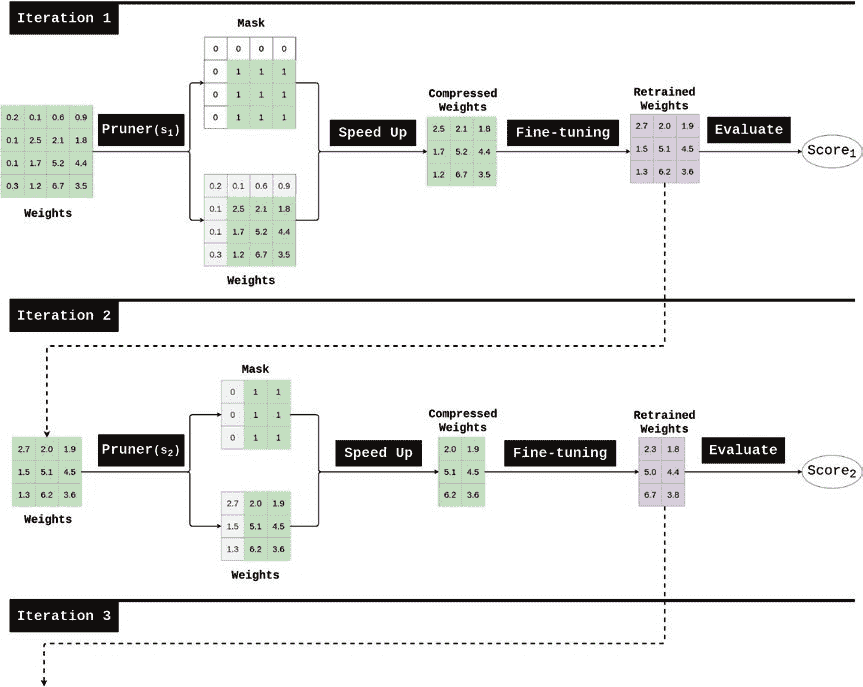 Iteration 1
Mask
0 0 0 0
0 1 1 1
0 1 1 1
0 1 1 1
0.2 0.1 0.6 0.9
0.1 2.5 2.1 1.8
0.1 1.7 5.2 4.4
0.3 1.2 6.7 3.5
Weights
Pruner(s1)
0.2 0.1 0.6 0.9
0.1 2.5 2.1 1.8
0.1 1.7 5.2 4.4
0.3 1.2 6.7 3.5
Weights
Speed Up
Compressed
Weights
2.5 2.1 1.8
1.7 5.2 4.4
1.2 6.7 3.5
Fine-tuning
Retrained
Weights
2.7 2.0 1.9
1.5 5.1 4.5
1.3 6.2 3.6
Evaluate
Score1
Iteration 2
Mask
0 1 1
0 1 1
0 1 1
2.7 2.0 1.9
1.5 5.1 4.5
1.3 6.2 3.6
Weights
Pruner(s2)
2.7 2.0 1.9
1.5 5.1 4.5
1.3 6.2 3.6
Weights
Speed Up
Compressed
Weights
2.0 1.9
5.1 4.5
6.2 3.6
Fine-tuning
Retrained
Weights
2.3 1.8
5.0 4.4
6.7 3.8
Evaluate
Score2
Iteration 3